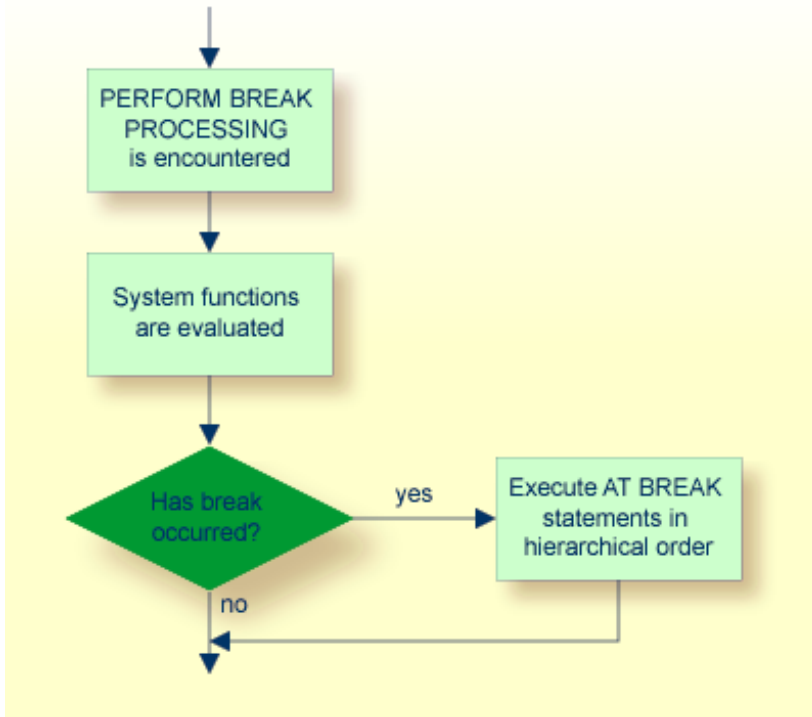 PERFORM BREAK
PROCESSING
is encountered
System functions
are evaluated
Has break
occurred?
yes
Execute AT BREAK
statements in
hierarchical order
no